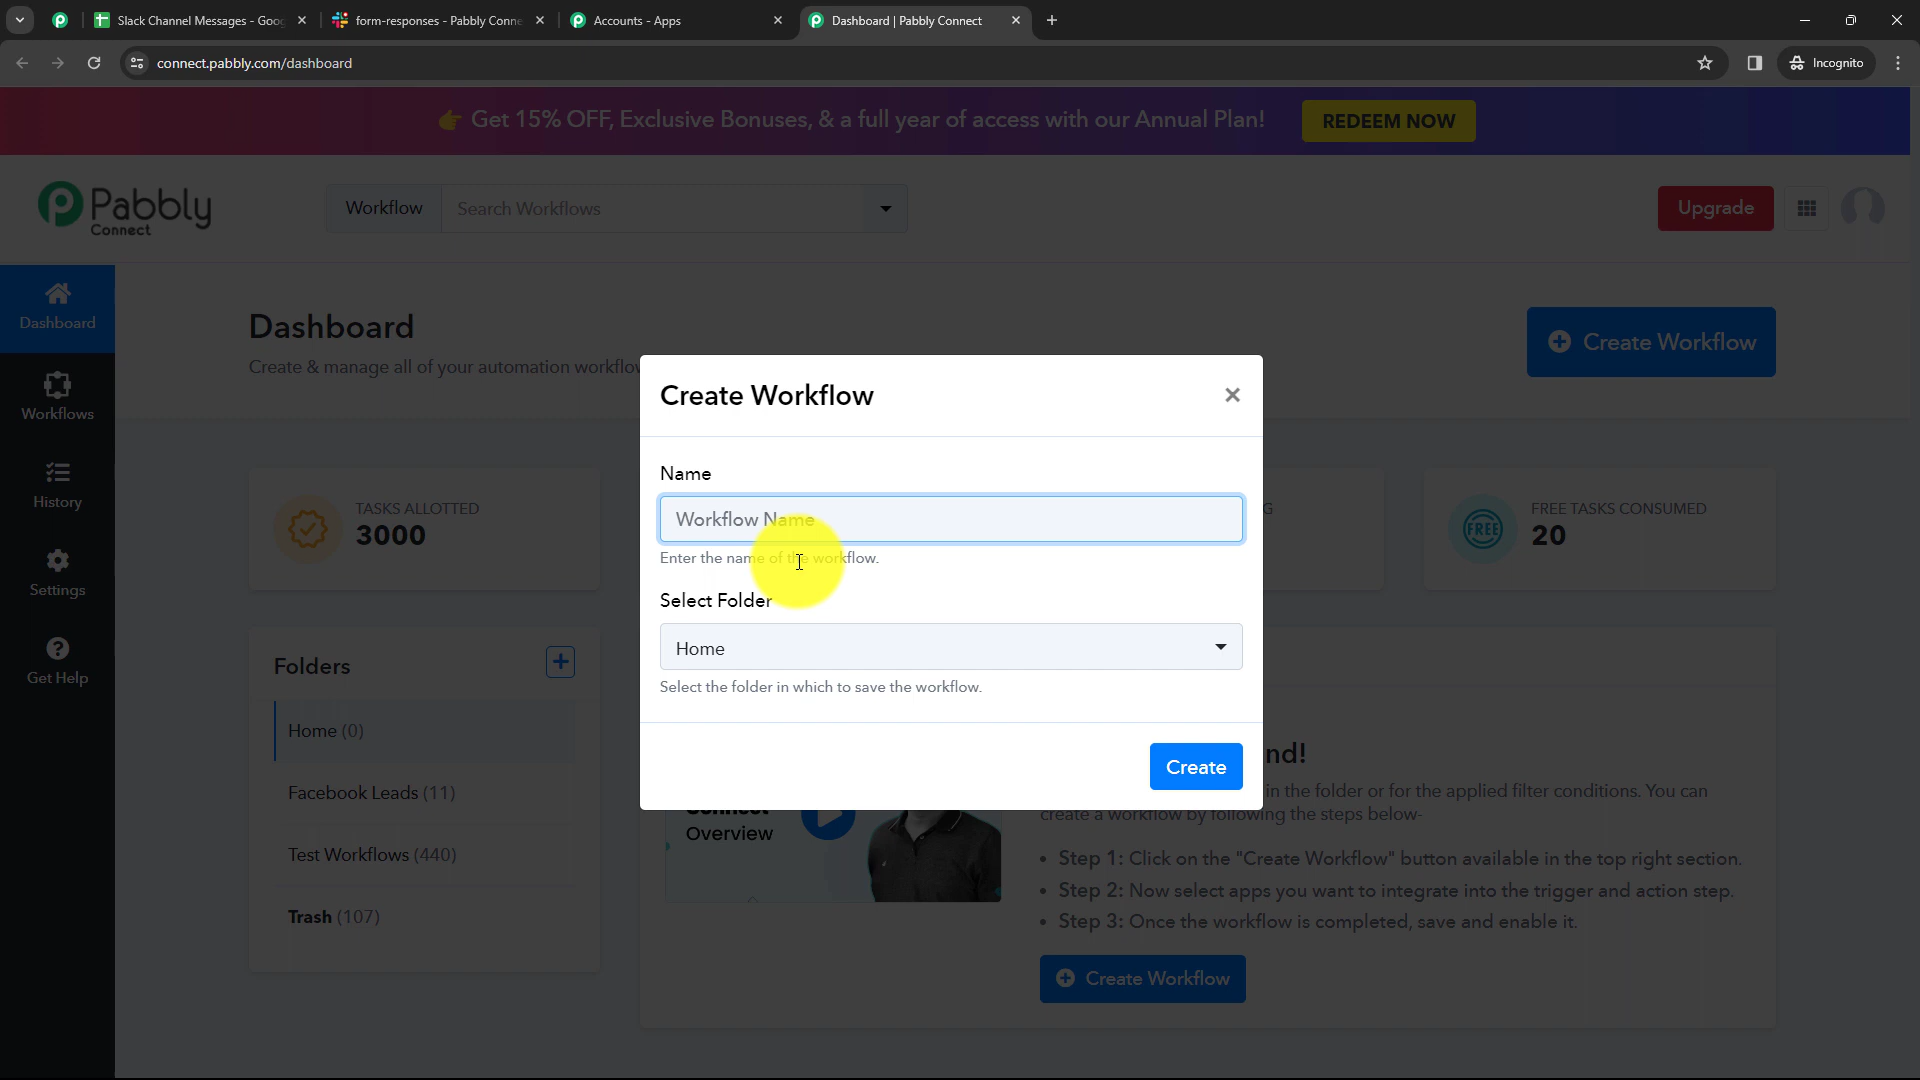 Slack Channel Messages - Goog
form-responses - Pabbly Conne
Accounts - Apps
Dashboard | Pabbly Connect
connect.pabbly.com/dashboard
Incognito
👉 Get 15% OFF, Exclusive Bonuses, & a full year of access with our Annual Plan!
REDEEM NOW
Pabbly
Connect
Workflow
Search Workflows
Upgrade
Dashboard
Workflows
History
Settings
Get Help
Dashboard
Create & manage all of your automation workflow
Create Workflow
TASKS ALLOTTED
3000
G
FREE TASKS CONSUMED
FREE
20
Folders
Home (0)
Facebook Leads (11)
Test Workflows (440)
Trash (107)
Create Workflow
Name
Workflow Name
Enter the name of the workflow.
Select Folder
Home
Select the folder in which to save the workflow.
Create
Connect
Overview
nd!
in the folder or for the applied filter conditions. You can
create a workflow by following the steps below-
• Step 1: Click on the "Create Workflow" button available in the top right section.
• Step 2: Now select apps you want to integrate into the trigger and action step.
• Step 3: Once the workflow is completed, save and enable it.
Create Workflow